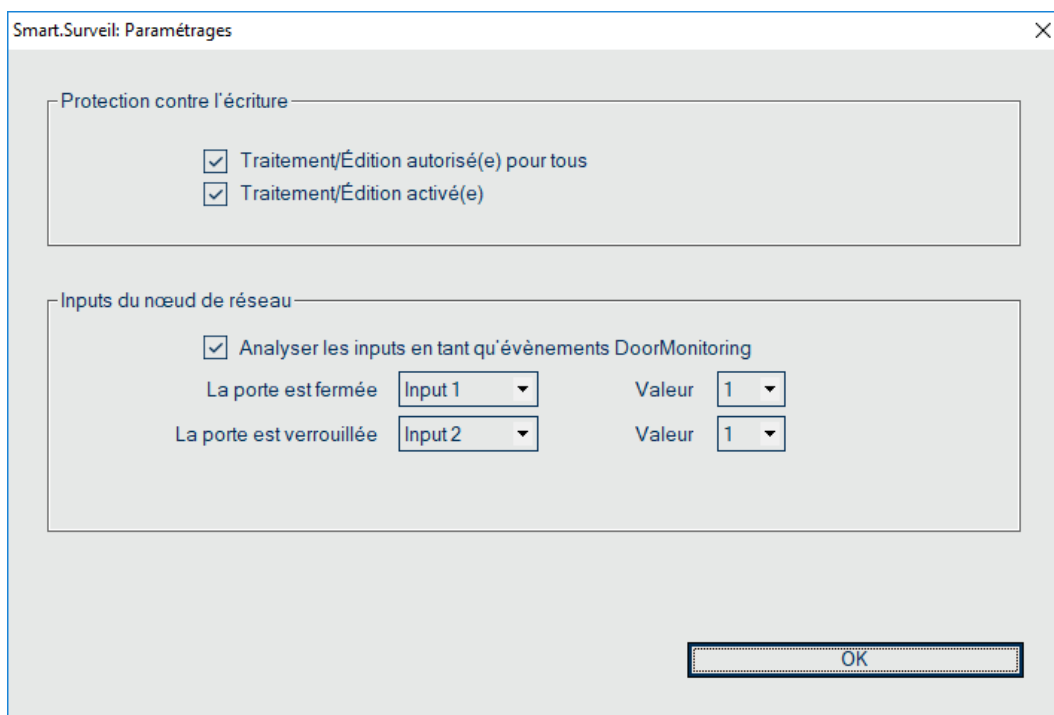 Smart.Surveil: Paramétrages
Protection contre l'écriture
Traitement/Édition autorisé(e) pour tous
Traitement/Édition activé(e)
Inputs du nœud de réseau
Analyser les inputs en tant qu'évènements DoorMonitoring
La porte est fermée Input 1 Valeur 1
La porte est verrouillée Input 2 Valeur 1
OK